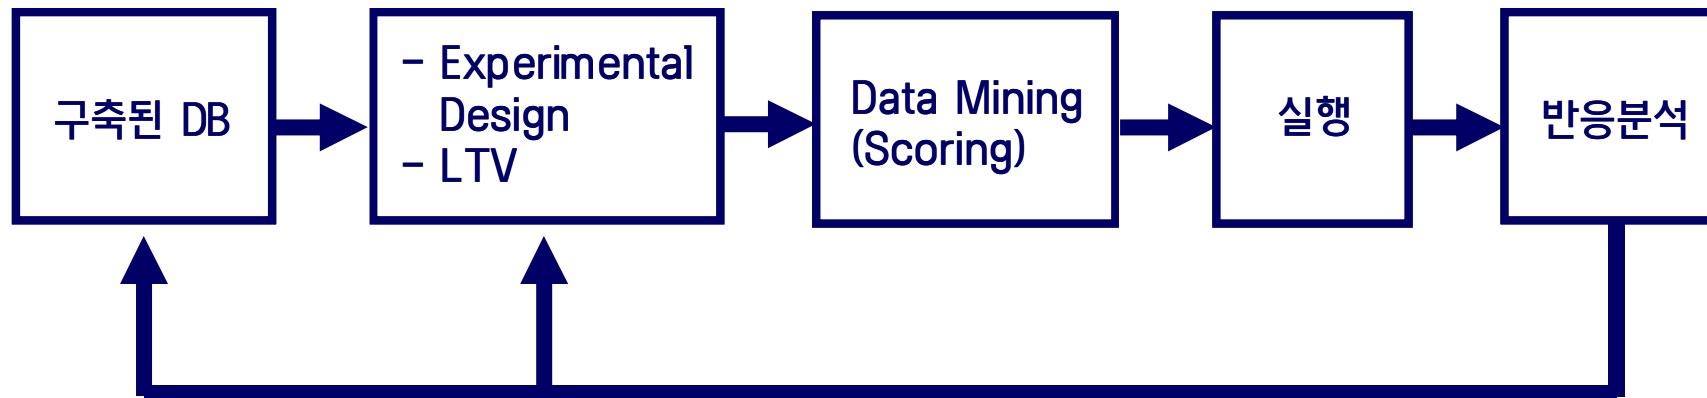 구축된 DB
- Experimental
Design
- LTV
Data Mining
(Scoring)
실행
반응분석